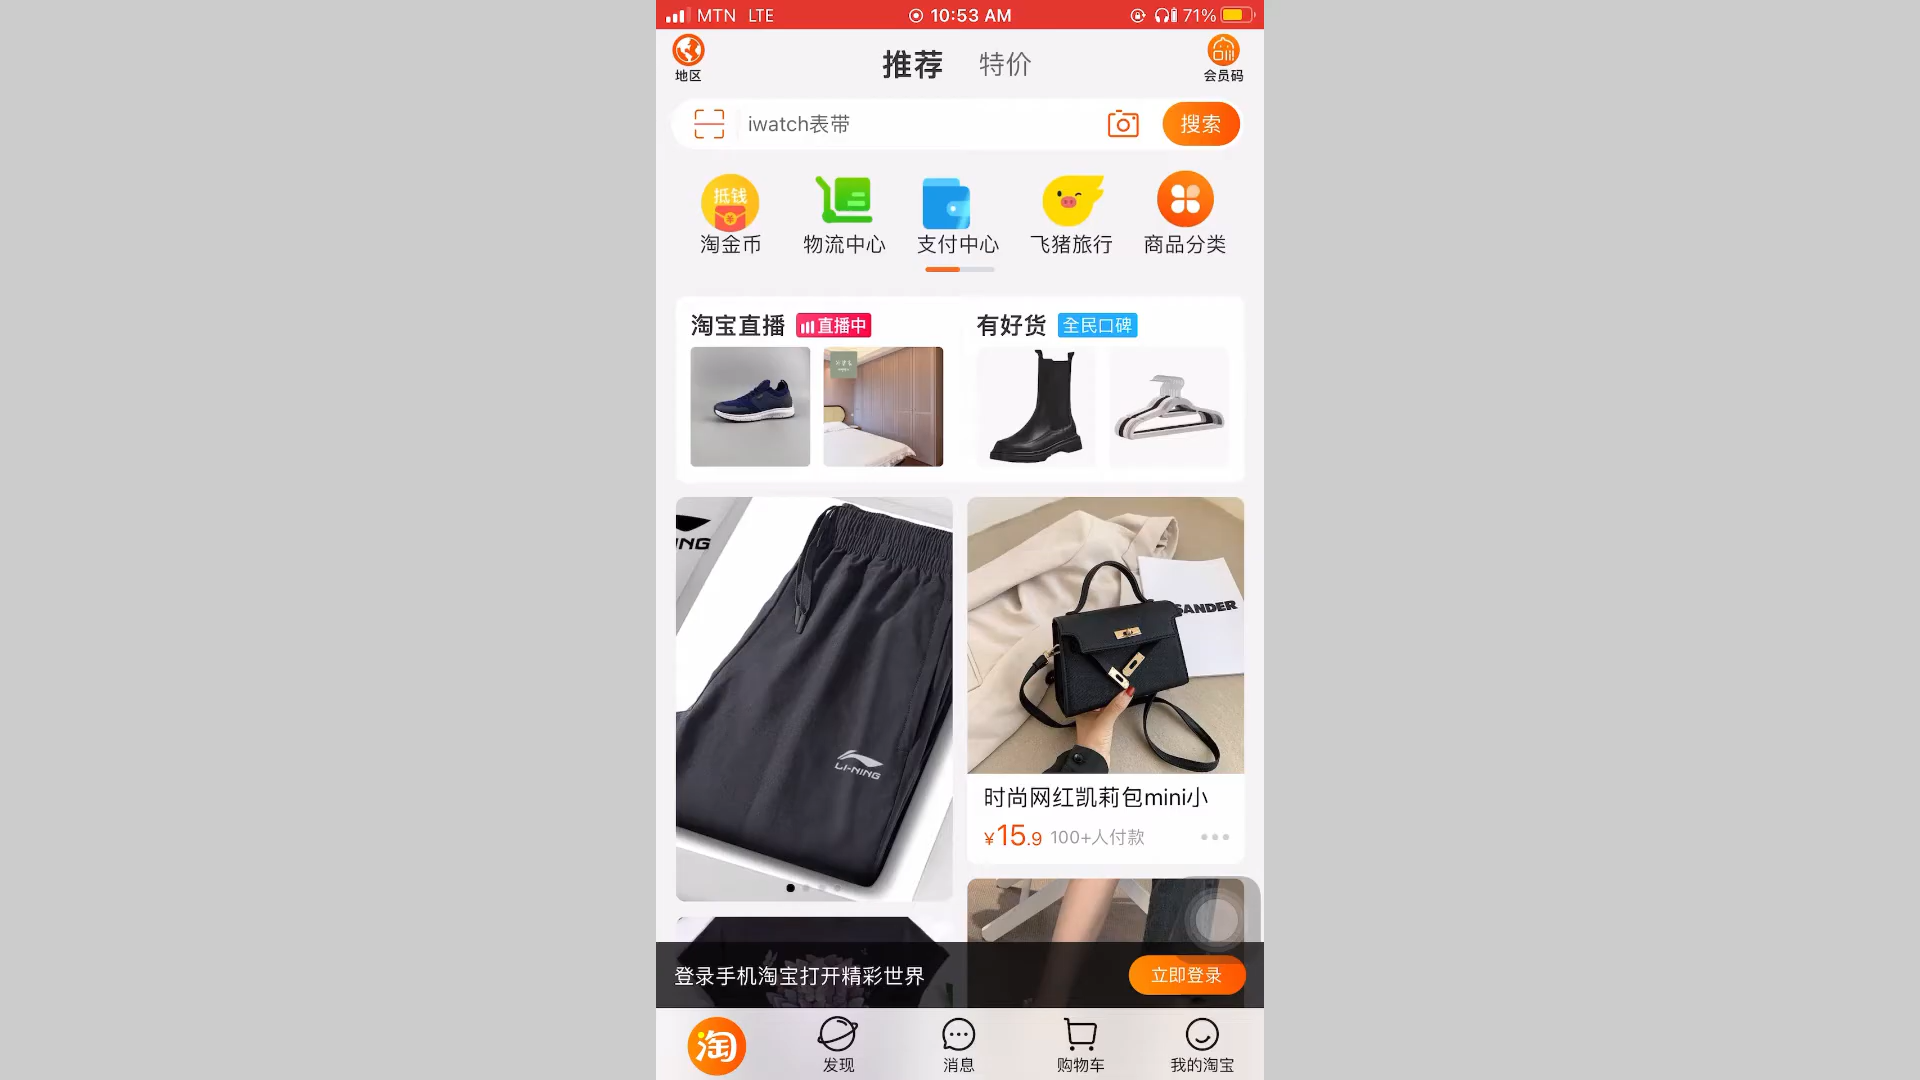 MTN LTE 10:53 AM 71%
地区
推荐 特价
会员码
iwatch表带 搜索
抵钱
淘金币 物流中心 支付中心 飞猪旅行 商品分类
淘宝直播 直播中 有好货 全民口碑
NING
SANDER
LI-NING
时尚网红凯莉包mini小
¥15.9 100+人付款
登录手机淘宝打开精彩世界 立即登录
淘 发现 消息 购物车 我的淘宝